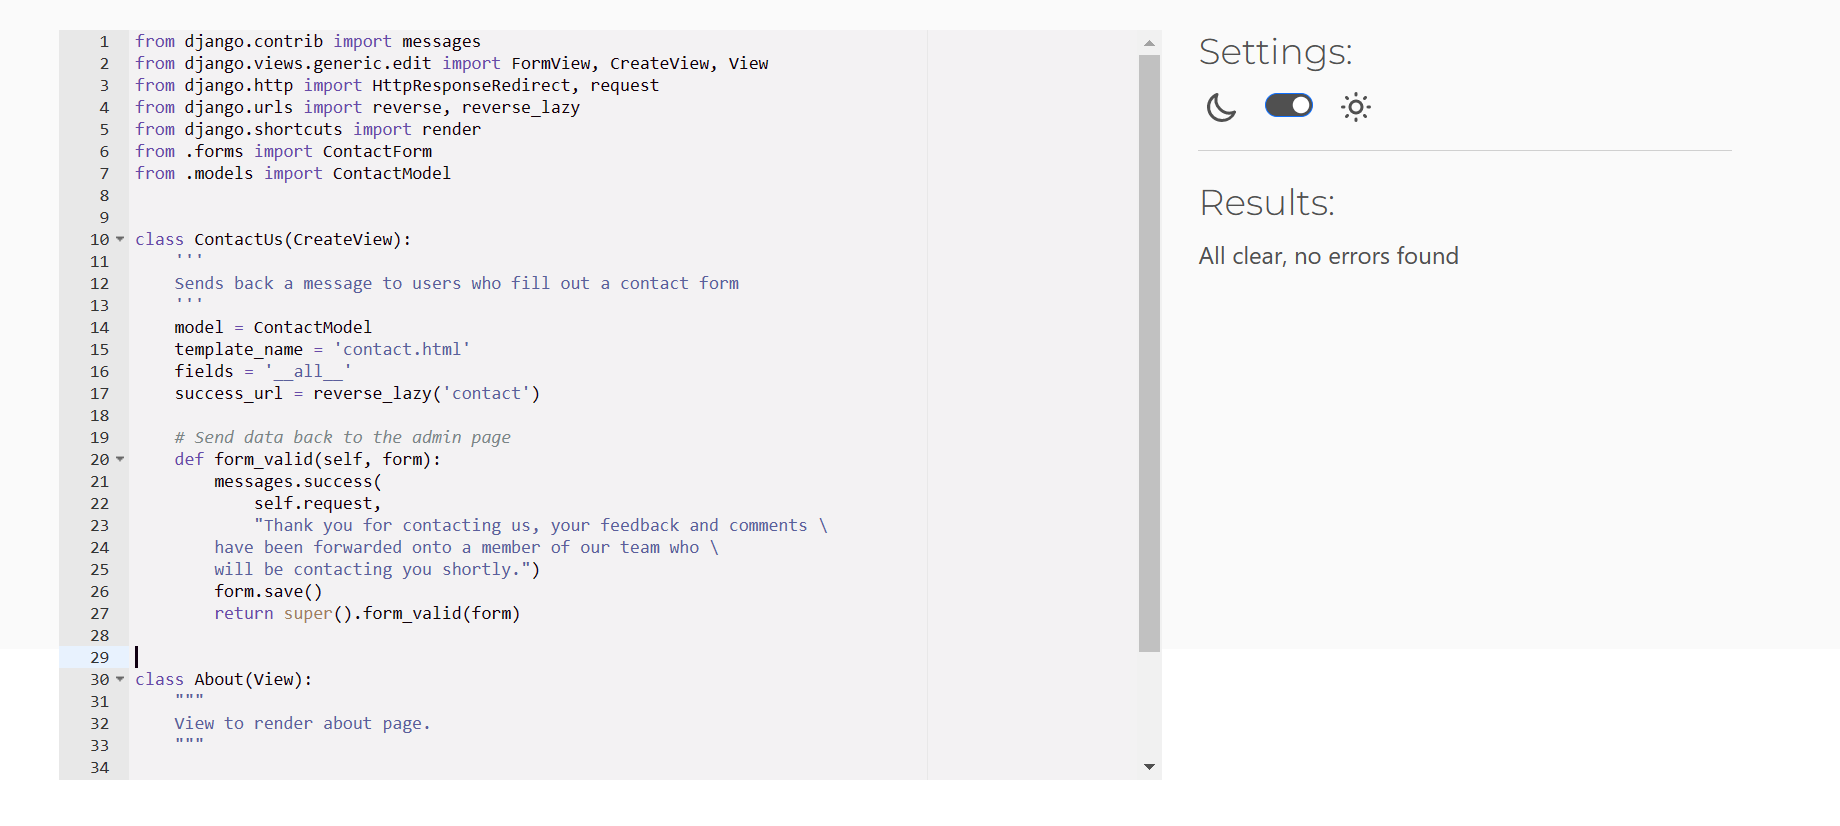 1 from django.contrib import messages
2 from django.views.generic.edit import FormView, CreateView, View
3 from django.http import HttpResponseRedirect, request
4 from django.urls import reverse, reverse_lazy
5 from django.shortcuts import render
6 from .forms import ContactForm
7 from .models import ContactModel
8
9
10 class ContactUs(CreateView):
11     '''
12     Sends back a message to users who fill out a contact form
13     '''
14     model = ContactModel
15     template_name = 'contact.html'
16     fields = '__all__'
17     success_url = reverse_lazy('contact')
18
19     # Send data back to the admin page
20     def form_valid(self, form):
21         messages.success(
22             self.request,
23             "Thank you for contacting us, your feedback and comments \
24         have been forwarded onto a member of our team who \
25         will be contacting you shortly.")
26         form.save()
27         return super().form_valid(form)
28
29
30 class About(View):
31     """
32     View to render about page.
33     """
34
Settings:
Results:
All clear, no errors found